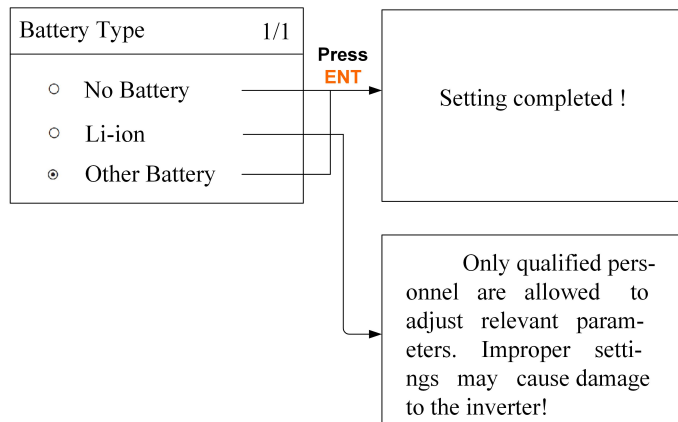 Battery Type 1/1
No Battery
Li-ion
Other Battery
Press
ENT
Setting completed !
Only qualified pers-
onnel are allowed to
adjust relevant param-
eters. Improper setti-
ngs may cause damage
to the inverter!